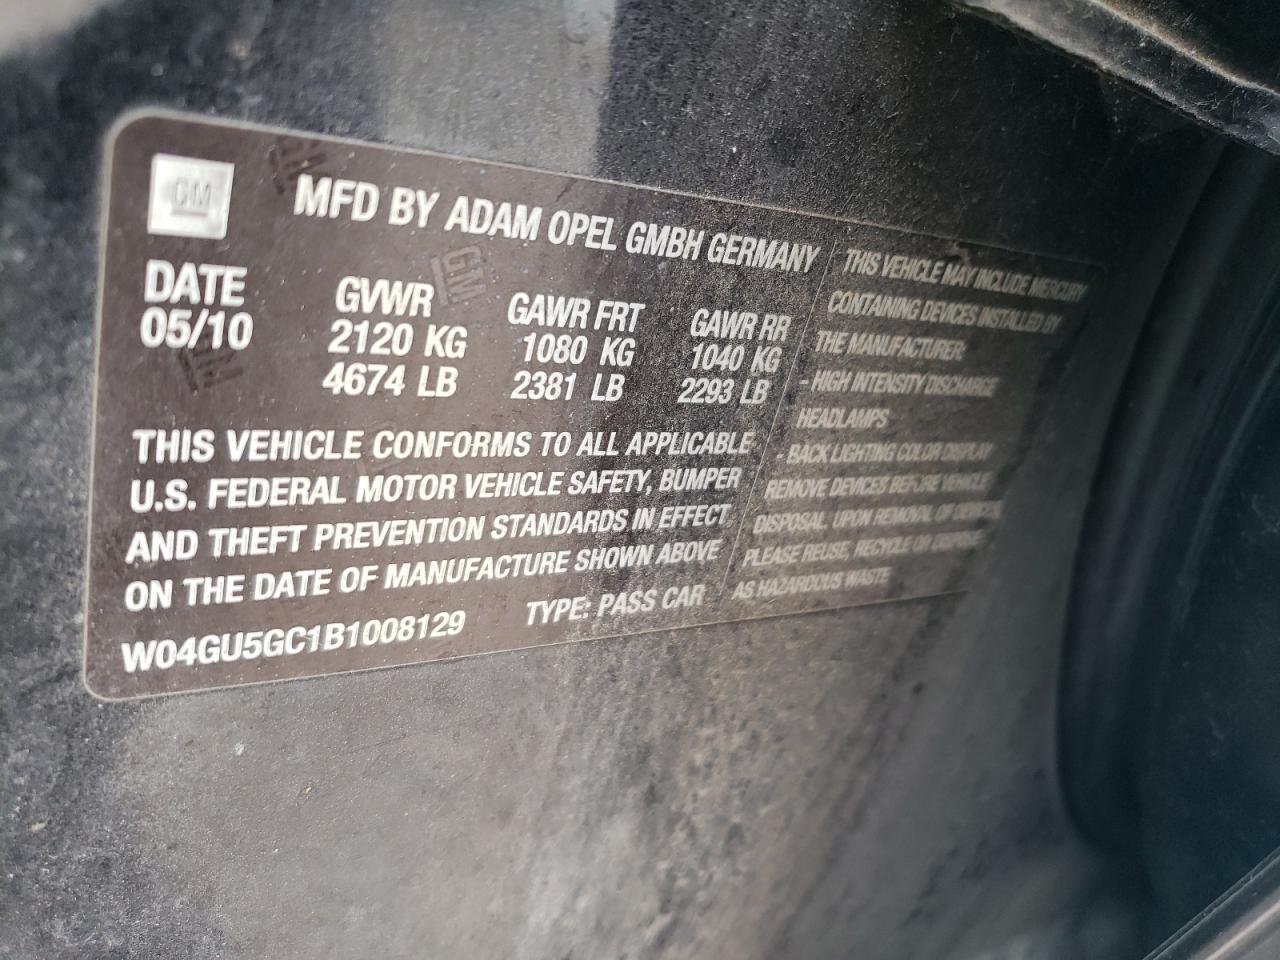 GM
MFD BY ADAM OPEL GMBH GERMANY
DATE
05/10
GVWR
2120 KG
4674 LB
GAWR FRT
1080 KG
2381 LB
GAWR RR
1040 KG
2293 LB
THIS VEHICLE CONFORMS TO ALL APPLICABLE
U.S. FEDERAL MOTOR VEHICLE SAFETY, BUMPER
AND THEFT PREVENTION STANDARDS IN EFFECT
ON THE DATE OF MANUFACTURE SHOWN ABOVE
W04GU5GC1B1008129
TYPE: PASS CAR
THIS VEHICLE MAY INCLUDE MERCURY
CONTAINING DEVICES INSTALLED BY
THE MANUFACTURER:
- HIGH INTENSITY DISCHARGE
HEADLAMPS
- BACK LIGHTING COLOR DISPLAY
REMOVE DEVICES BEFORE VEHICLE
DISPOSAL. UPON REMOVAL OF DEVICES
PLEASE REUSE, RECYCLE OR DISPOSE
AS HAZARDOUS WASTE
GM
GM
GM